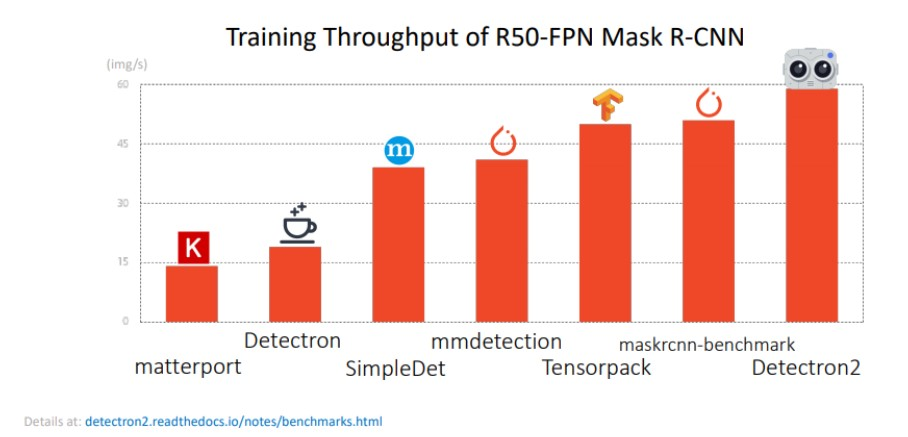 Training Throughput of R50-FPN Mask R-CNN
(img/s)
60
45
30
15
0
K
m
matterport
Detectron
SimpleDet
mmdetection
Tensorpack
maskrcnn-benchmark
Detectron2
Details at: detectron2.readthedocs.io/notes/benchmarks.html